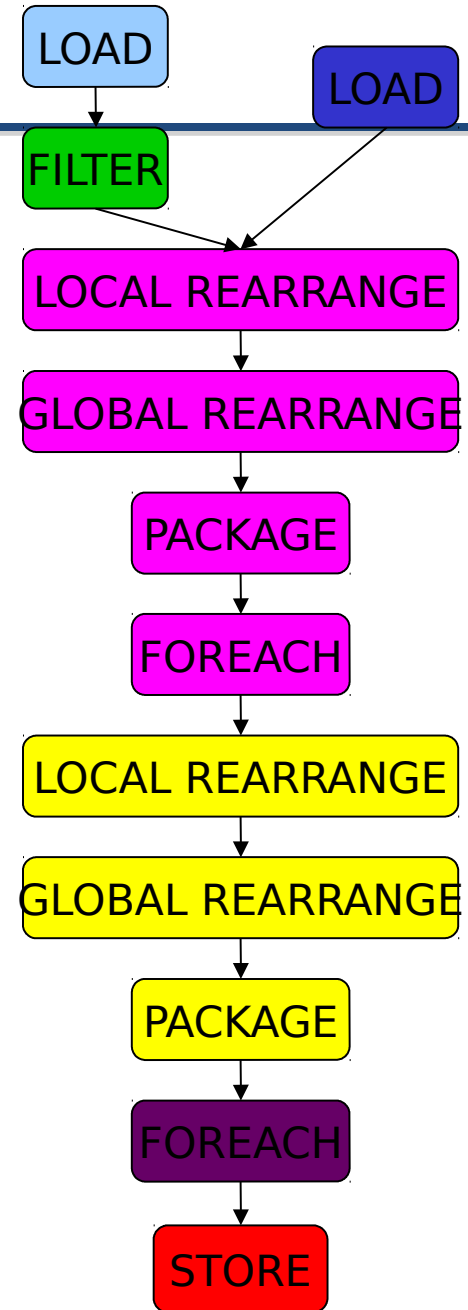 LOAD
LOAD
FILTER
LOCAL REARRANGE
GLOBAL REARRANGE
PACKAGE
FOREACH
LOCAL REARRANGE
GLOBAL REARRANGE
PACKAGE
FOREACH
STORE